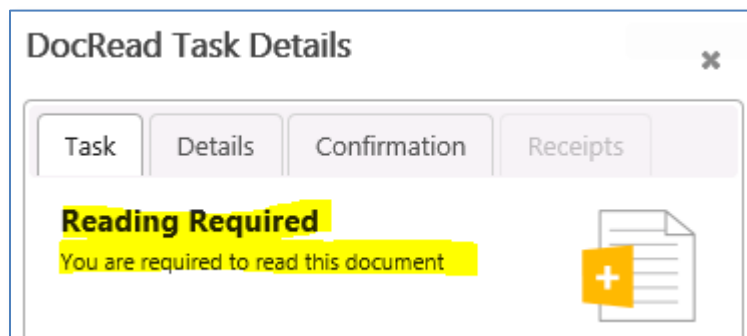 DocRead Task Details
Task Details Confirmation Receipts
Reading Required
You are required to read this document